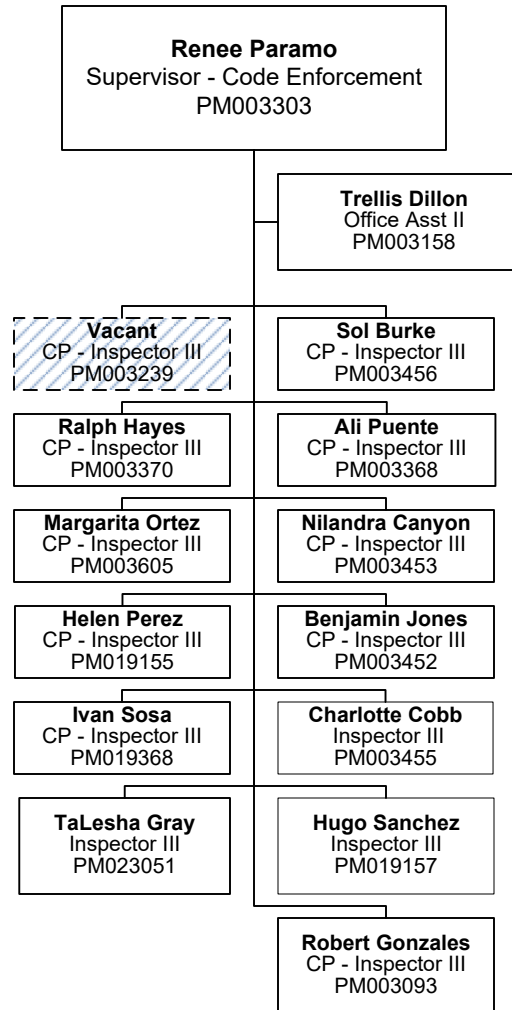 Renee Paramo
Supervisor - Code Enforcement
PM003303
Trellis Dillon
Office Asst II
PM003158
Vacant
CP - Inspector III
PM003239
Sol Burke
CP - Inspector III
PM003456
Ralph Hayes
CP - Inspector III
PM003370
Ali Puente
CP - Inspector III
PM003368
Margarita Ortez
CP - Inspector III
PM003605
Nilandra Canyon
CP - Inspector III
PM003453
Helen Perez
CP - Inspector III
PM019155
Benjamin Jones
CP - Inspector III
PM003452
Ivan Sosa
CP - Inspector III
PM019368
Charlotte Cobb
Inspector III
PM003455
TaLesha Gray
Inspector III
PM023051
Hugo Sanchez
Inspector III
PM019157
Robert Gonzales
CP - Inspector III
PM003093